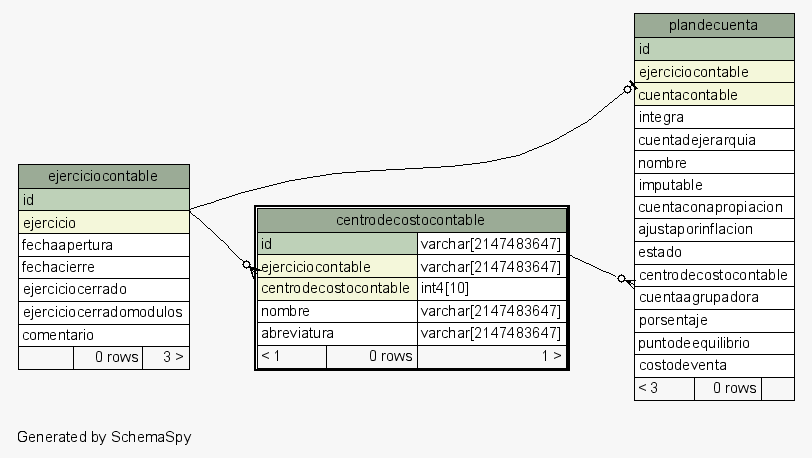 plandecuenta
id
ejerciciocontable
cuentacontable
integra
cuentadejerarquia
nombre
imputable
cuentaconapropiacion
ajustaporinflacion
estado
centrodecostocontable
cuentaagrupadora
porsentaje
puntodeequilibrio
costodeventa
< 3 0 rows
ejerciciocontable
id
ejercicio
fechaapertura
fechacierre
ejerciciocerrado
ejerciciocerradomodulos
comentario
0 rows 3 >
centrodecostocontable
id varchar[2147483647]
ejerciciocontable varchar[2147483647]
centrodecostocontable int4[10]
nombre varchar[2147483647]
abreviatura varchar[2147483647]
< 1 0 rows 1 >
Generated by SchemaSpy